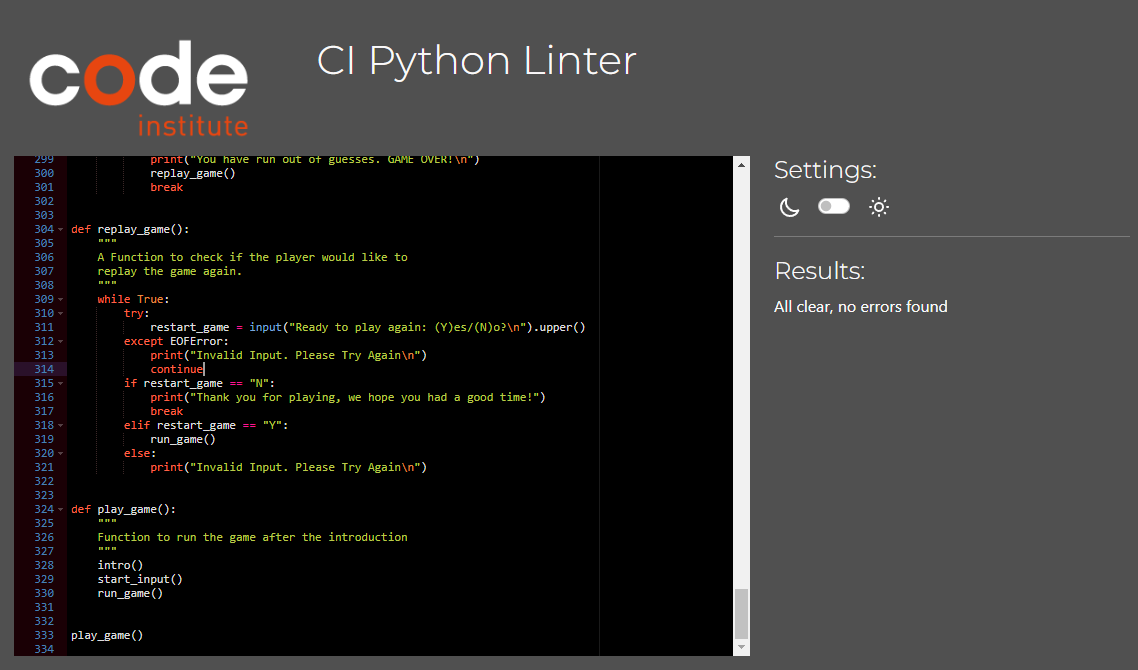 code
institute
CI Python Linter
299 print("You have run out of guesses. GAME OVER!\n")
300 replay_game()
301 break
302
303
304 def replay_game():
305 """
306 A Function to check if the player would like to
307 replay the game again.
308 """
309 while True:
310 try:
311 restart_game = input("Ready to play again: (Y)es/(N)o?\n").upper()
312 except EOFError:
313 print("Invalid Input. Please Try Again\n")
314 continue
315 if restart_game == "N":
316 print("Thank you for playing, we hope you had a good time!")
317 break
318 elif restart_game == "Y":
319 run_game()
320 else:
321 print("Invalid Input. Please Try Again\n")
322
323
324 def play_game():
325 """
326 Function to run the game after the introduction
327 """
328 intro()
329 start_input()
330 run_game()
331
332
333 play_game()
334
Settings:
Results:
All clear, no errors found